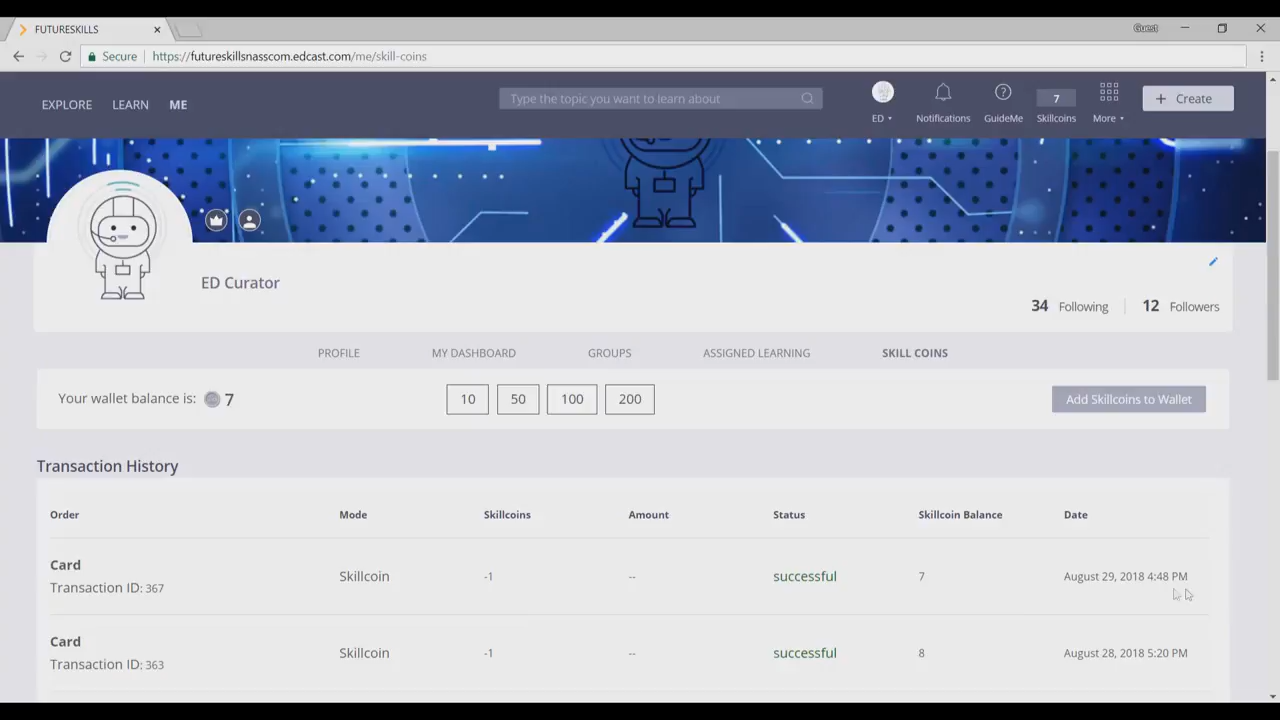 FUTURESKILLS
Guest
Secure https://futureskillsnasscom.edcast.com/me/skill-coins
EXPLORE LEARN ME
Type the topic you want to learn about
7
ED Notifications GuideMe Skillcoins More
+ Create
ED Curator
34 Following 12 Followers
PROFILE MY DASHBOARD GROUPS ASSIGNED LEARNING SKILL COINS
Your wallet balance is: 7 10 50 100 200 Add Skillcoins to Wallet
Transaction History
Order Mode Skillcoins Amount Status Skillcoin Balance Date
Card
Transaction ID: 367 Skillcoin -1 -- successful 7 August 29, 2018 4:48 PM
Card
Transaction ID: 363 Skillcoin -1 -- successful 8 August 28, 2018 5:20 PM